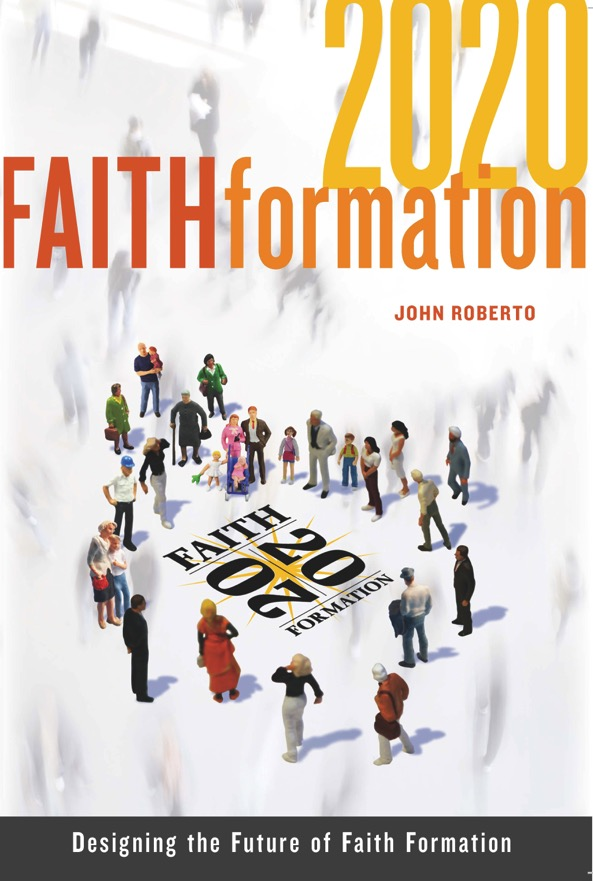 2020
FAITHformation
JOHN ROBERTO
FAITH
2020
FORMATION
Designing the Future of Faith Formation